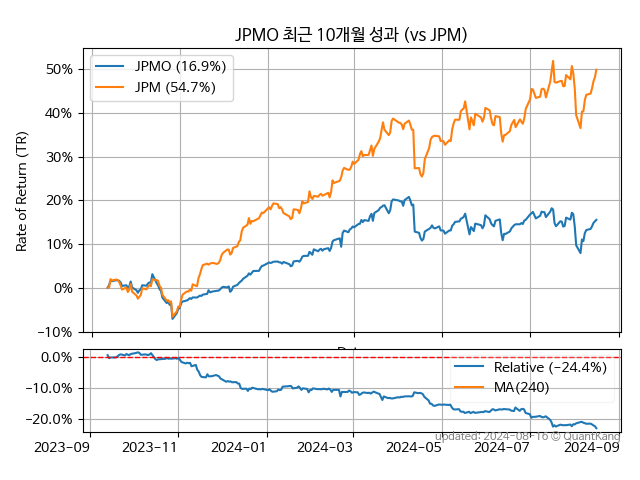 JPMO 최근 10개월 성과 (vs JPM)
JPMO (16.9%)
JPM (54.7%)
Rate of Return (TR)
50%
40%
30%
20%
10%
0%
−10%
0.0%
−10.0%
−20.0%
Relative (−24.4%)
MA(240)
updated: 2024-08-16 © QuantKang
2023-09
2023-11
2024-01
2024-03
2024-05
2024-07
2024-09